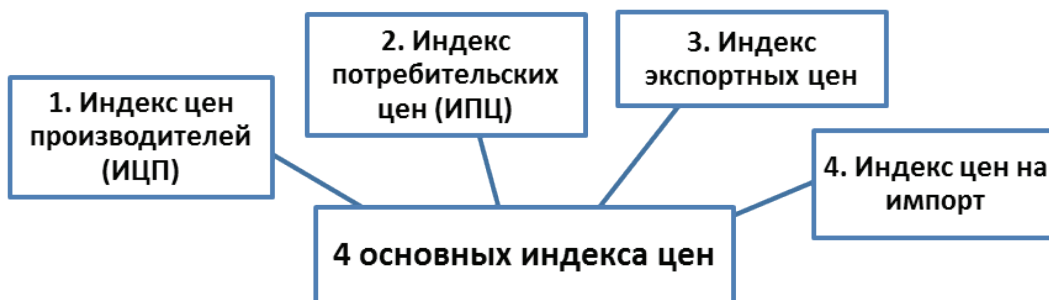 1. Индекс цен
производителей
(ИЦП)
2. Индекс
потребительских
цен (ИПЦ)
3. Индекс
экспортных цен
4. Индекс цен на
импорт
4 основных индекса цен